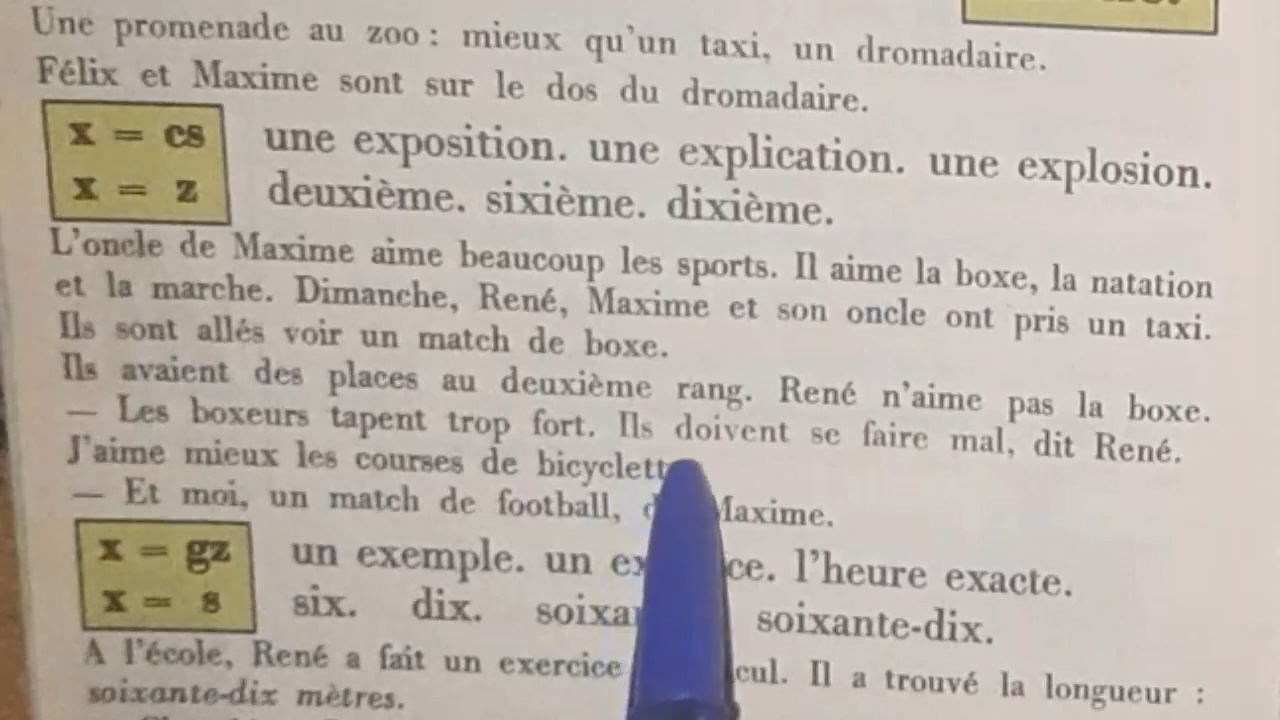 Une promenade au zoo : mieux qu'un taxi, un dromadaire.
Félix et Maxime sont sur le dos du dromadaire.
x = cs une exposition. une explication. une explosion.
x = z deuxième. sixième. dixième.
L'oncle de Maxime aime beaucoup les sports. Il aime la boxe, la natation
et la marche. Dimanche, René, Maxime et son oncle ont pris un taxi.
Ils sont allés voir un match de boxe.
Ils avaient des places au deuxième rang. René n'aime pas la boxe.
— Les boxeurs tapent trop fort. Ils doivent se faire mal, dit René.
J'aime mieux les courses de
— Et moi, un match de football, Maxime.
x = gz un exemple. un l'heure exacte.
x = s six. dix. soixante-dix.
A l'école, René a fait un exercice Il a trouvé la longueur :
soixante-dix mètres.